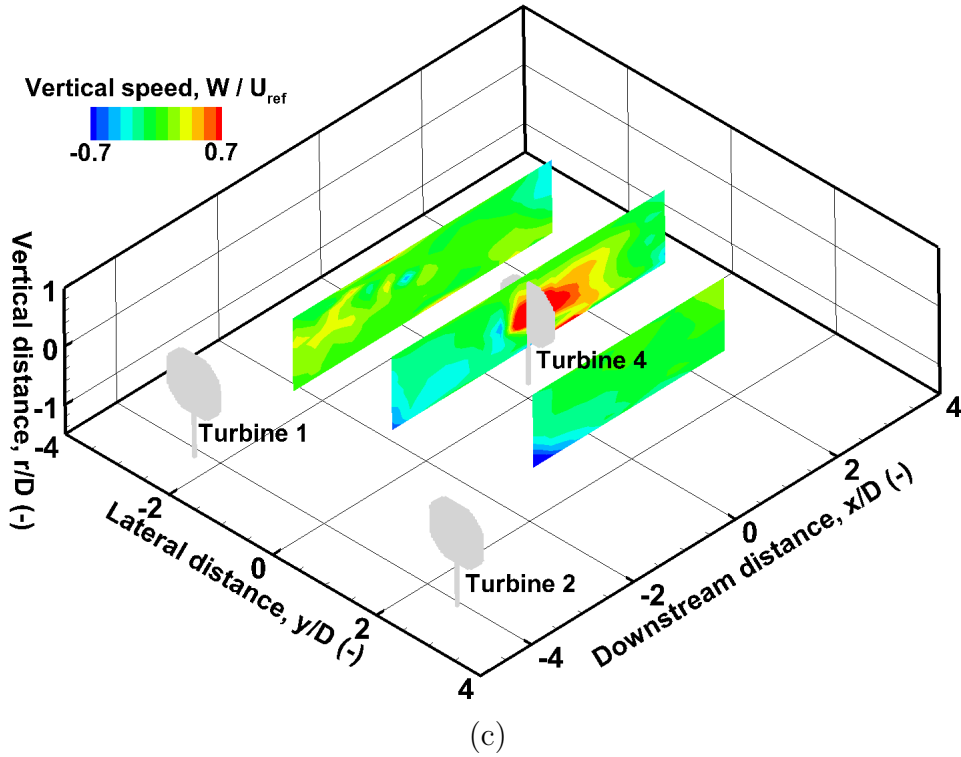 Vertical speed, W / U_ref
-0.7 0.7
Vertical distance, r/D (-)
1
0
-1
-4
-2
0
2
4
Lateral distance, y/D (-)
-4
-2
0
2
4
Downstream distance, x/D (-)
Turbine 1
Turbine 4
Turbine 2
(c)